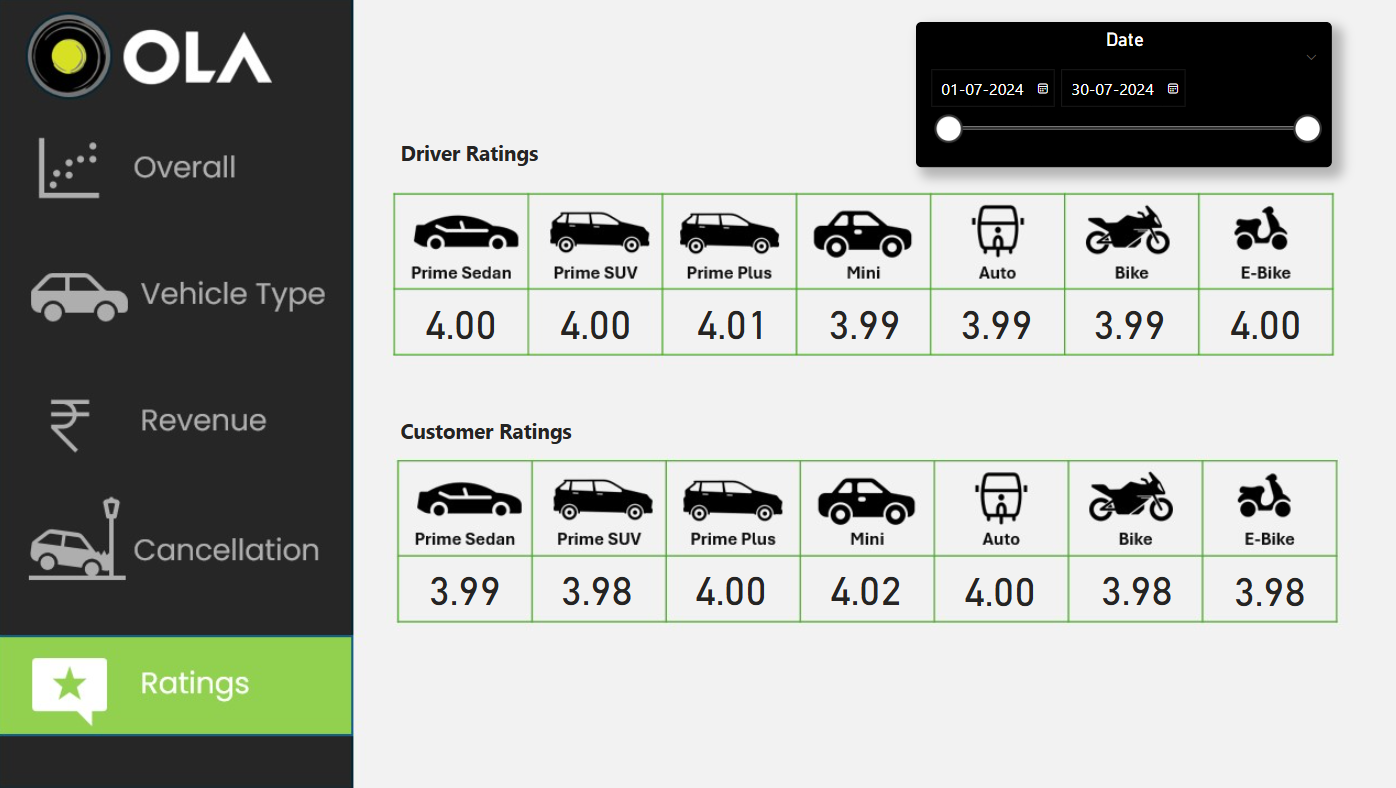 OLA
Overall
Vehicle Type
₹ Revenue
Cancellation
Ratings
Date
01-07-2024 30-07-2024
Driver Ratings
Prime Sedan Prime SUV Prime Plus Mini Auto Bike E-Bike
4.00 4.00 4.01 3.99 3.99 3.99 4.00
Customer Ratings
Prime Sedan Prime SUV Prime Plus Mini Auto Bike E-Bike
3.99 3.98 4.00 4.02 4.00 3.98 3.98